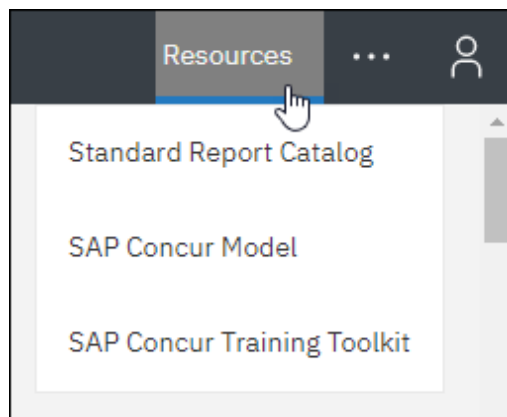 Resources
Standard Report Catalog
SAP Concur Model
SAP Concur Training Toolkit